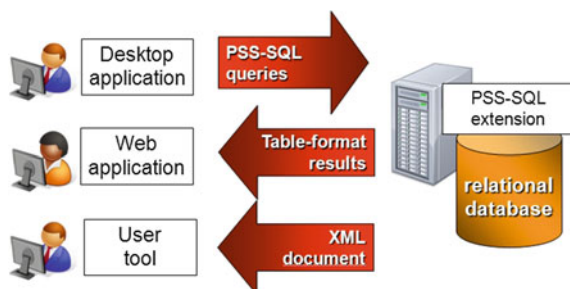 Desktop
application
PSS-SQL
queries
PSS-SQL
extension
Web
application
Table-format
results
relational
database
User
tool
XML
document